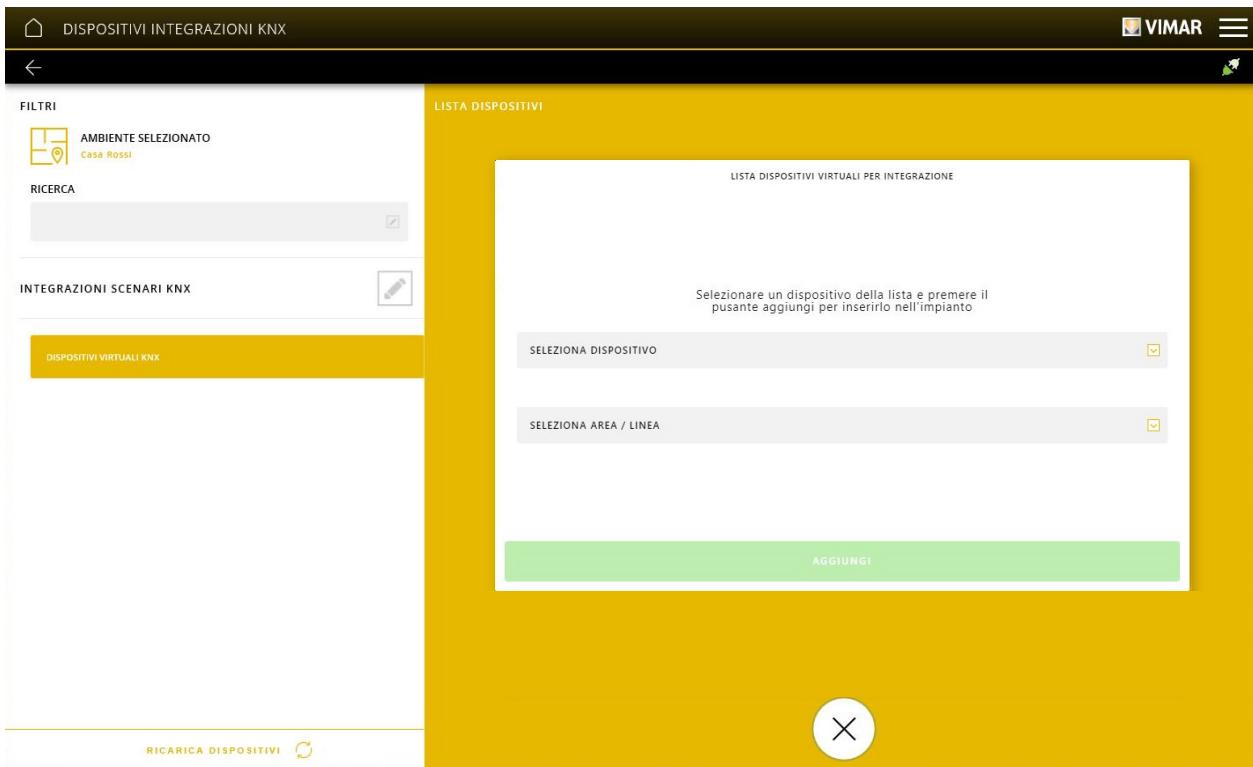 DISPOSITIVI INTEGRAZIONI KNX
VIMAR
FILTRI
AMBIENTE SELEZIONATO
Casa Rossi
RICERCA
INTEGRAZIONI SCENARI KNX
DISPOSITIVI VIRTUALI KNX
RICARICA DISPOSITIVI
LISTA DISPOSITIVI
LISTA DISPOSITIVI VIRTUALI PER INTEGRAZIONE
Selezionare un dispositivo della lista e premere il
pusante aggiungi per inserirlo nell'impianto
SELEZIONA DISPOSITIVO
SELEZIONA AREA / LINEA
AGGIUNGI